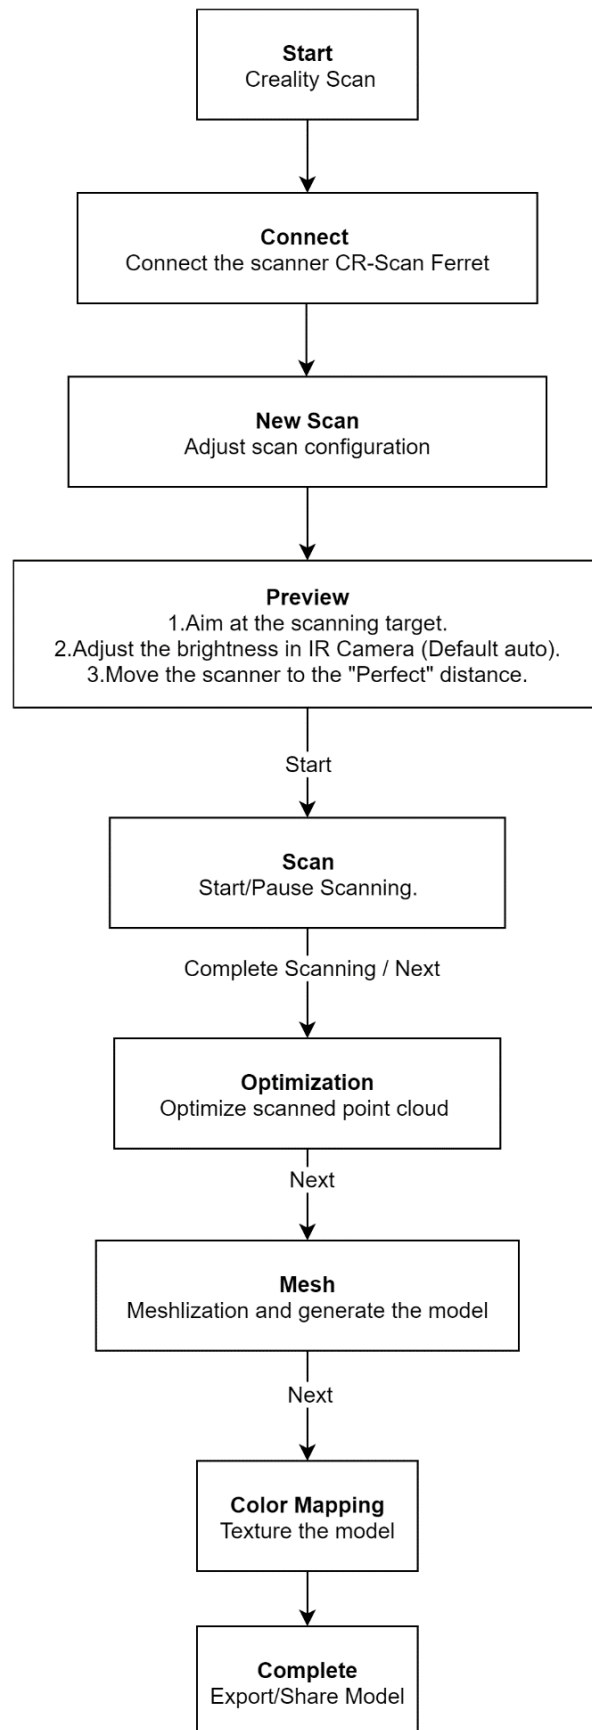 Start
Creality Scan
Connect
Connect the scanner CR-Scan Ferret
New Scan
Adjust scan configuration
Preview
1.Aim at the scanning target.
2.Adjust the brightness in IR Camera (Default auto).
3.Move the scanner to the "Perfect" distance.
Start
Scan
Start/Pause Scanning.
Complete Scanning / Next
Optimization
Optimize scanned point cloud
Next
Mesh
Meshlization and generate the model
Next
Color Mapping
Texture the model
Complete
Export/Share Model